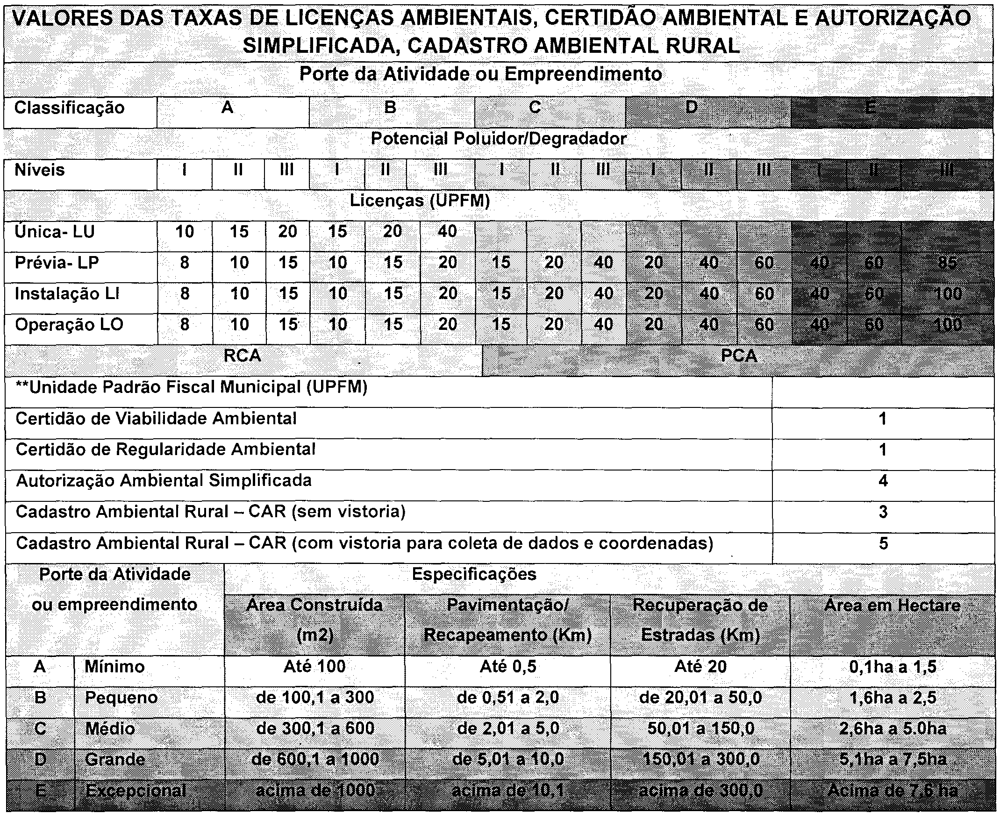 VALORES DAS TAXAS DE LICENÇAS AMBIENTAIS, CERTIDÃO AMBIENTAL E AUTORIZAÇÃO
SIMPLIFICADA, CADASTRO AMBIENTAL RURAL
Porte da Atividade ou Empreendimento
Classificação A B C D E
Potencial Poluidor/Degradador
Níveis I II III I II III I II III I II III I II III
Licenças (UPFM)
Única- LU 10 15 20 15 20 40
Prévia- LP 8 10 15 10 15 20 15 20 40 20 40 60 40 60 85
Instalação LI 8 10 15 10 15 20 15 20 40 20 40 60 40 60 100
Operação LO 8 10 15 10 15 20 15 20 40 20 40 60 40 60 100
RCA PCA
**Unidade Padrão Fiscal Municipal (UPFM)
Certidão de Viabilidade Ambiental 1
Certidão de Regularidade Ambiental 1
Autorização Ambiental Simplificada 4
Cadastro Ambiental Rural – CAR (sem vistoria) 3
Cadastro Ambiental Rural – CAR (com vistoria para coleta de dados e coordenadas) 5
Porte da Atividade Especificações
ou empreendimento Área Construída Pavimentação/ Recuperação de Área em Hectare
(m2) Recapeamento (Km) Estradas (Km)
A Mínimo Até 100 Até 0,5 Até 20 0,1ha a 1,5
B Pequeno de 100,1 a 300 de 0,51 a 2,0 de 20,01 a 50,0 1,6ha a 2,5
C Médio de 300,1 a 600 de 2,01 a 5,0 50,01 a 150,0 2,6ha a 5.0ha
D Grande de 600,1 a 1000 de 5,01 a 10,0 150,01 a 300,0 5,1ha a 7,5ha
E Excepcional acima de 1000 acima de 10,1 acima de 300,0 Acima de 7,6 ha